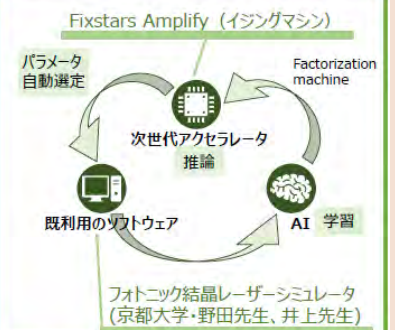 Fixstars Amplify（イジングマシン）
パラメータ
自動選定
Factorization
machine
次世代アクセラレータ
推論
既利用のソフトウェア
AI
学習
フォトニック結晶レーザーシミュレータ
(京都大学・野田先生、井上先生)